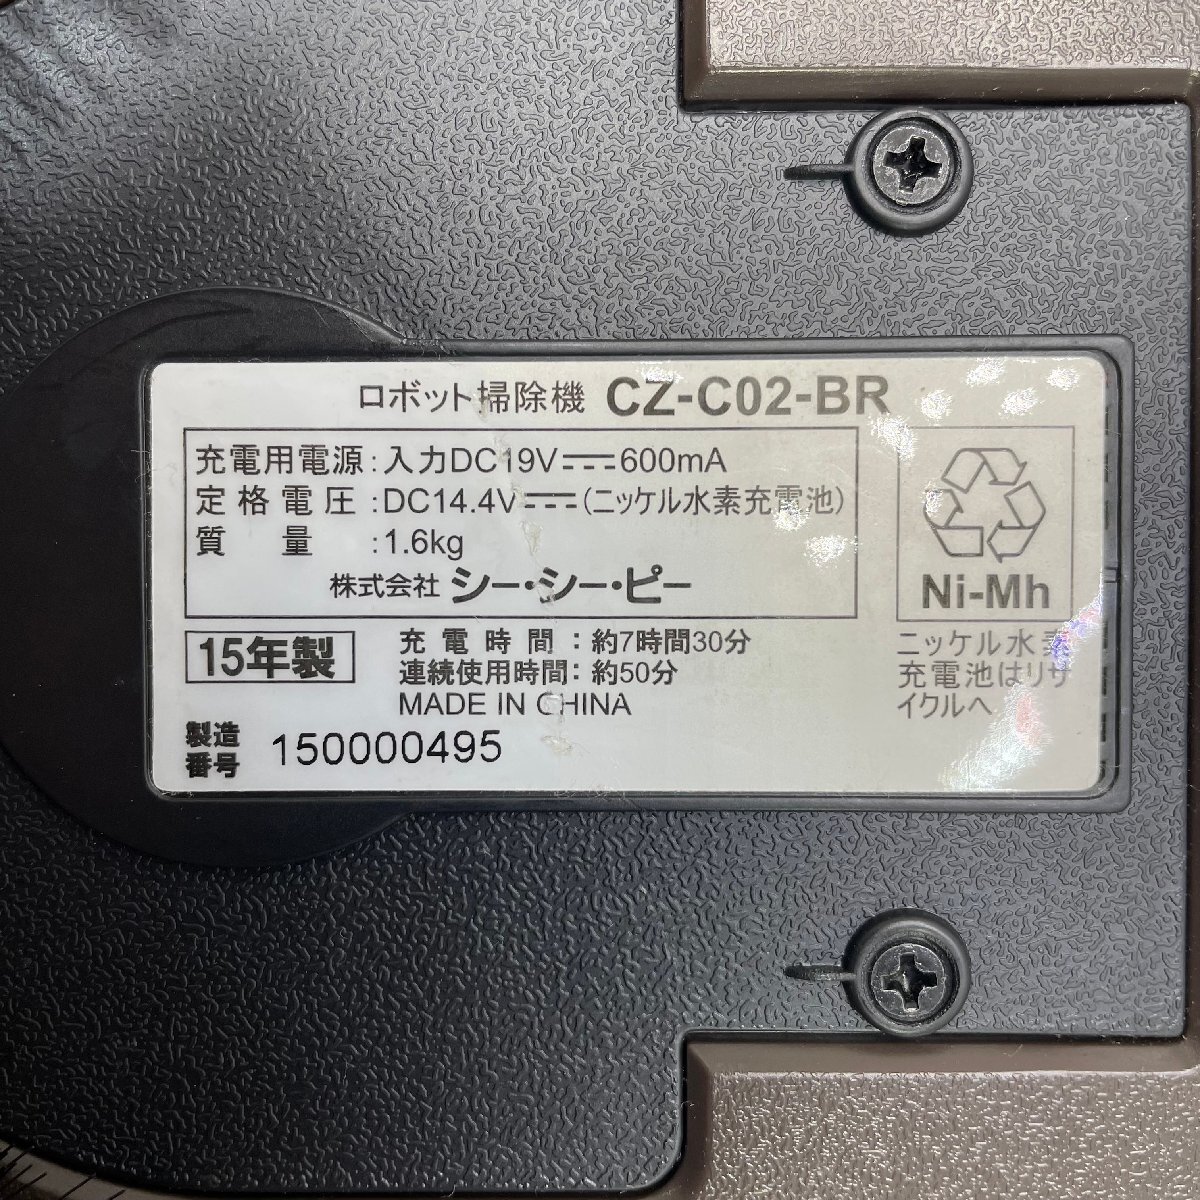 ロボット掃除機 CZ-C02-BR
充電用電源:入力DC19V⎓600mA
定格電圧:DC14.4V⎓(ニッケル水素充電池)
質 量 :1.6kg
株式会社 シー・シー・ピー
Ni-Mh
15年製
充電時間:約7時間30分
連続使用時間:約50分
MADE IN CHINA
ニッケル水素
充電池はリサ
イクルへ
製造
番号 150000495